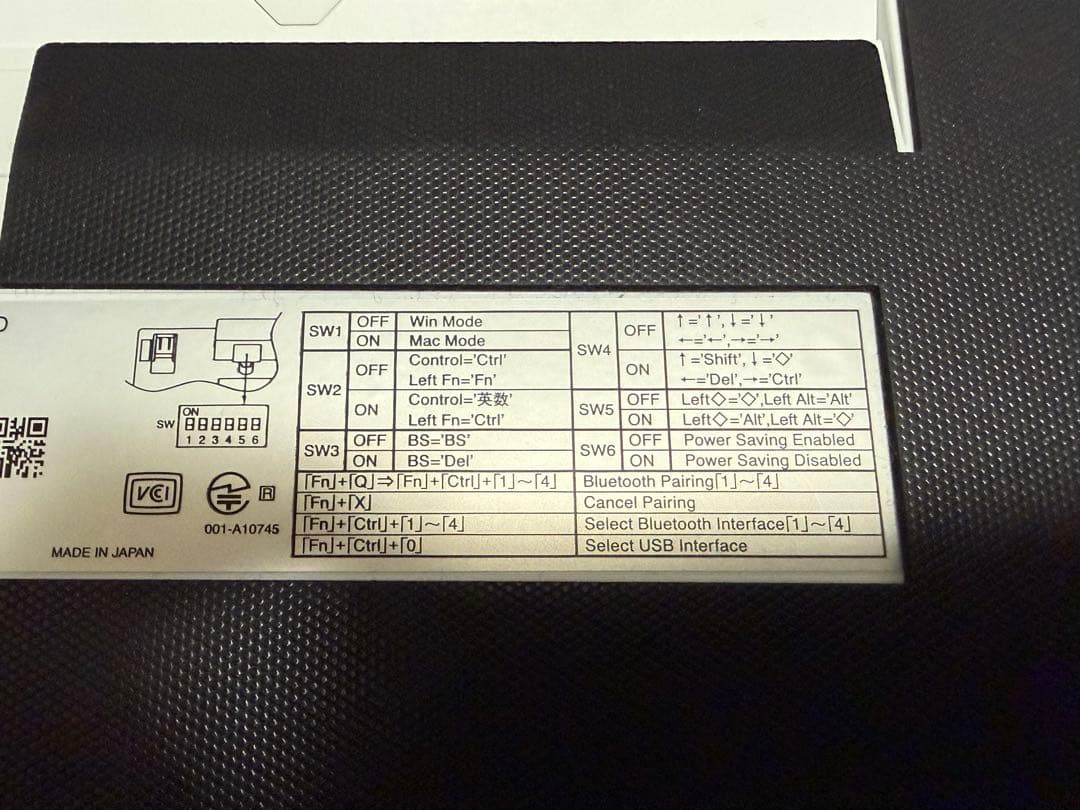 ON
SW
1 2 3 4 5 6
VCCI
R
001-A10745
MADE IN JAPAN
SW1 OFF Win Mode
ON Mac Mode
SW2 OFF Control='Ctrl'
Left Fn='Fn'
ON Control='英数'
Left Fn='Ctrl'
SW3 OFF BS='BS'
ON BS='Del'
SW4 OFF ↑='↑',↓='↓'
←='←',→='→'
ON ↑='Shift',↓='◇'
←='Del',→='Ctrl'
SW5 OFF Left◇='◇',Left Alt='Alt'
ON Left◇='Alt',Left Alt='◇'
SW6 OFF Power Saving Enabled
ON Power Saving Disabled
「Fn」+「Q」⇒「Fn」+「Ctrl」+「1」~「4」 Bluetooth Pairing「1」~「4」
「Fn」+「X」 Cancel Pairing
「Fn」+「Ctrl」+「1」~「4」 Select Bluetooth Interface「1」~「4」
「Fn」+「Ctrl」+「0」 Select USB Interface